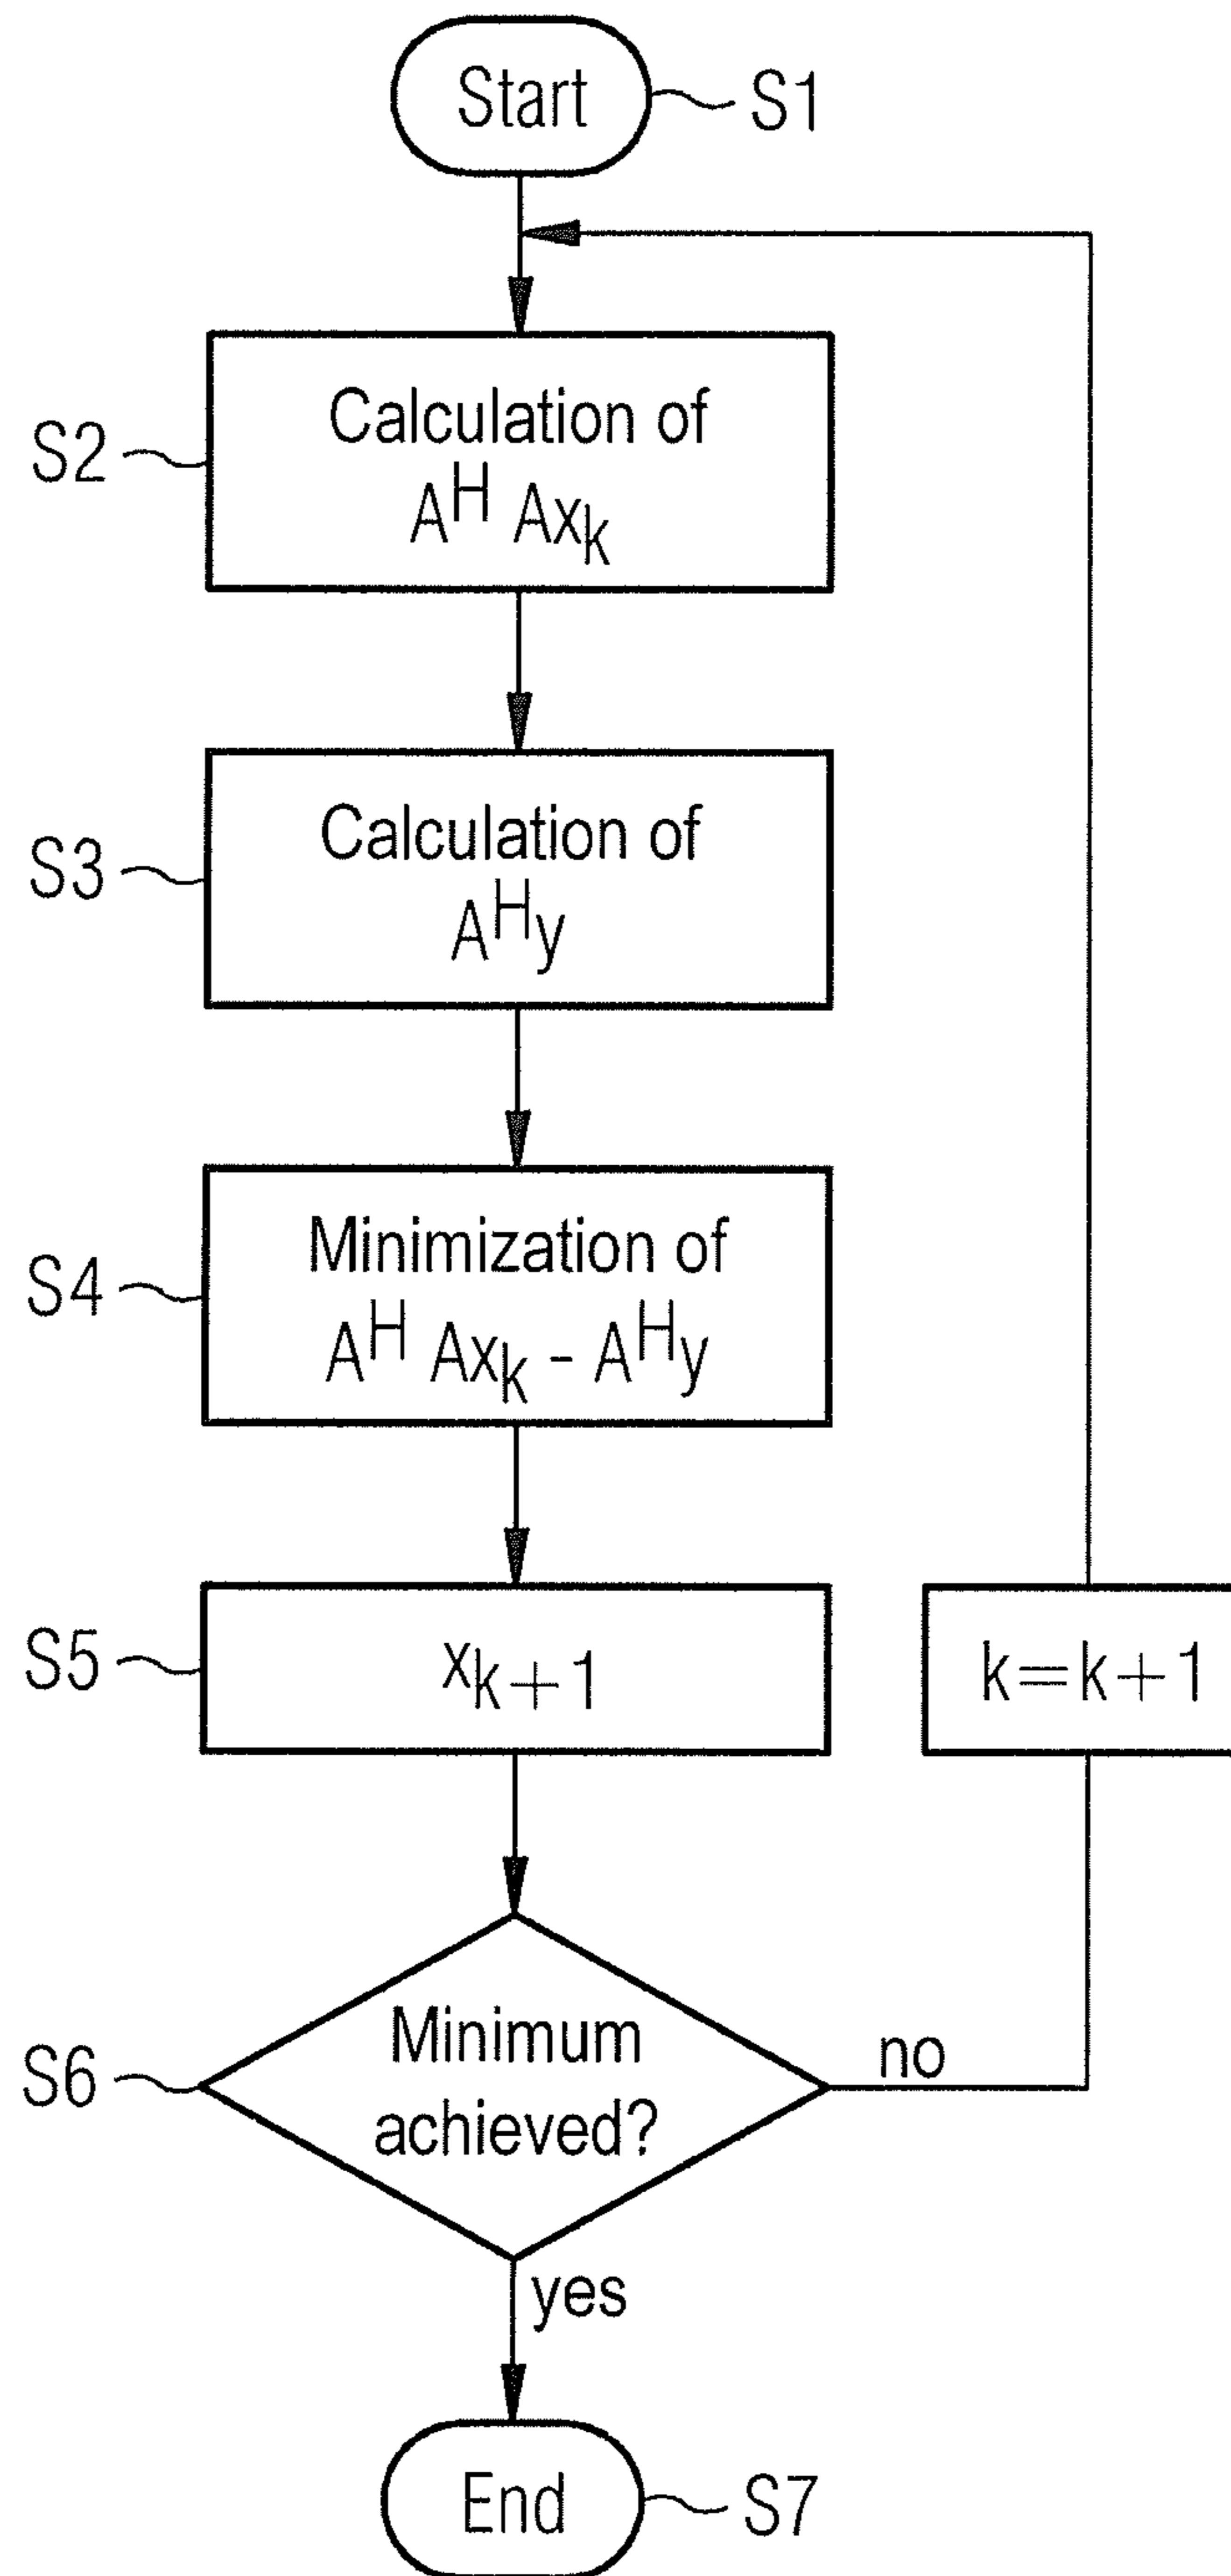 Start
S1
S2
Calculation of
A^H Ax_k
S3
Calculation of
A^H y
S4
Minimization of
A^H Ax_k - A^H y
S5
x_{k+1}
k=k+1
S6
Minimum
achieved?
no
yes
End
S7